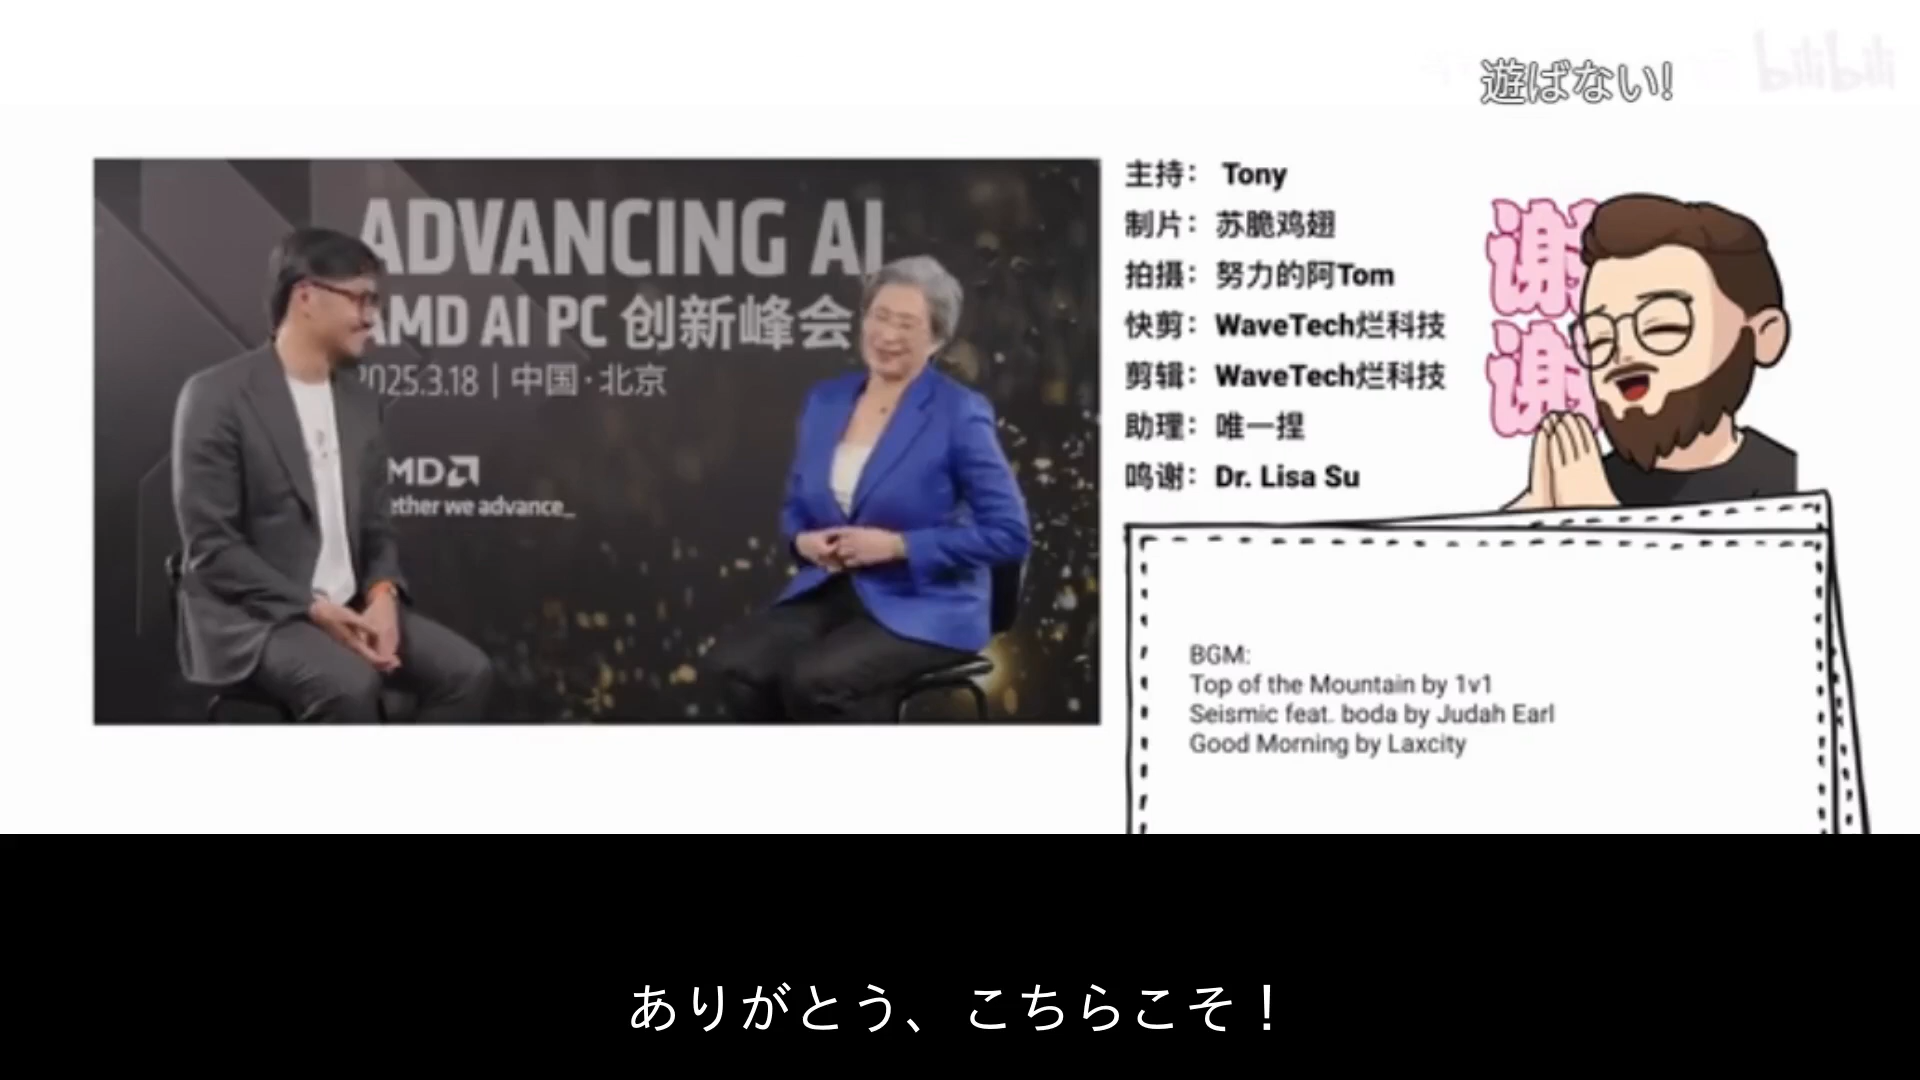 bilibili
遊ばない!
ADVANCING AI
AMD AI PC 创新峰会
2025.3.18 | 中国·北京
MD
ether we advance_
主持： Tony
制片：苏脆鸡翅
拍摄：努力的阿Tom
快剪：WaveTech烂科技
剪辑：WaveTech烂科技
助理：唯一捏
鸣谢：Dr. Lisa Su
谢
谢
BGM:
Top of the Mountain by 1v1
Seismic feat. boda by Judah Earl
Good Morning by Laxcity
ありがとう、こちらこそ！